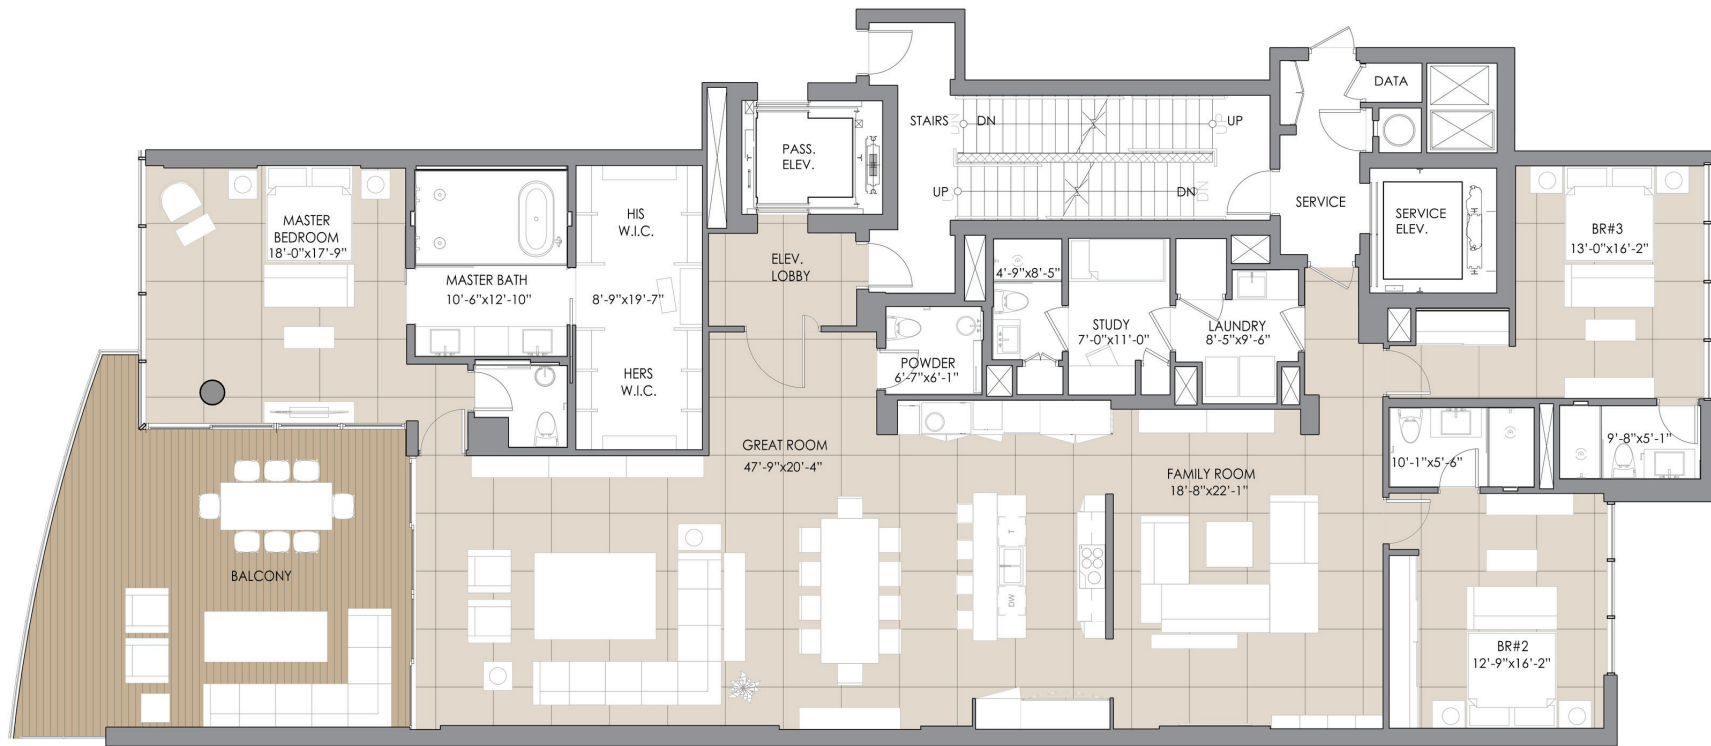 DATA
STAIRS
DN
UP
PASS.
ELEV.
UP
DN
SERVICE
SERVICE
ELEV.
MASTER
BEDROOM
18'-0"x17'-9"
HIS
W.I.C.
BR#3
13'-0"x16'-2"
ELEV.
LOBBY
4'-9"x8'-5"
MASTER BATH
10'-6"x12'-10"
8'-9"x19'-7"
STUDY
7'-0"x11'-0"
LAUNDRY
8'-5"x9'-6"
POWDER
6'-7"x6'-1"
HERS
W.I.C.
GREAT ROOM
47'-9"x20'-4"
FAMILY ROOM
18'-8"x22'-1"
10'-1"x5'-6"
9'-8"x5'-1"
T
BALCONY
DW
BR#2
12'-9"x16'-2"